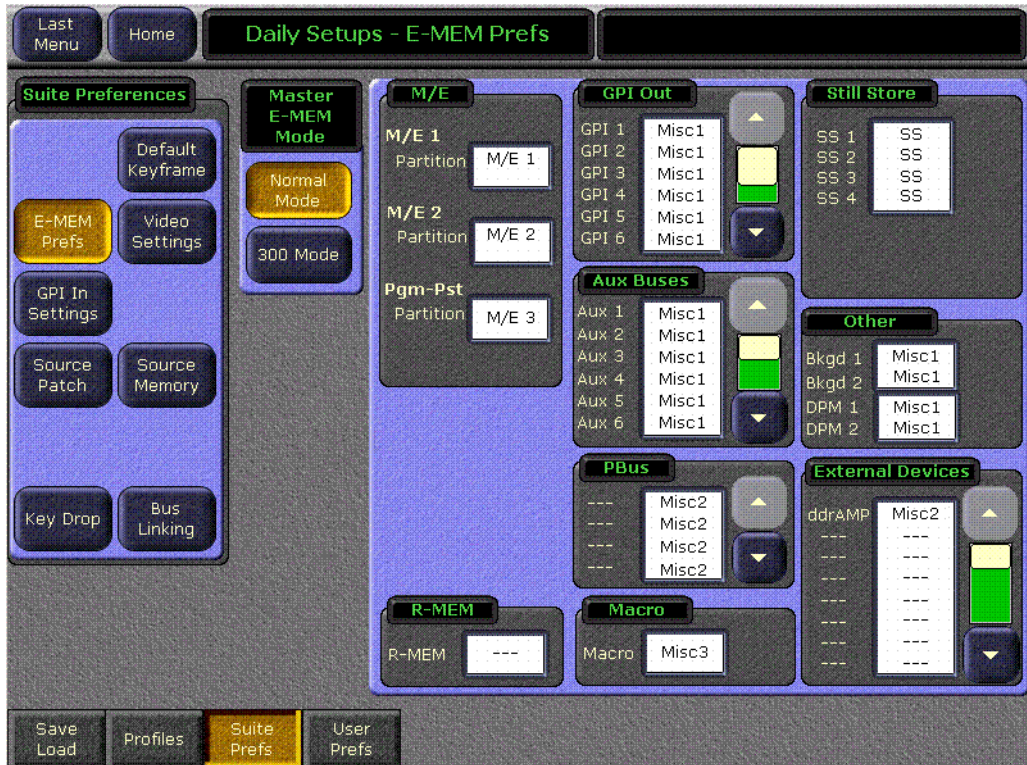 Last
Menu
Home
Daily Setups - E-MEM Prefs
Suite Preferences
Default
Keyframe
E-MEM
Prefs
Video
Settings
GPI In
Settings
Source
Patch
Source
Memory
Key Drop
Bus
Linking
Master
E-MEM
Mode
Normal
Mode
300 Mode
M/E
M/E 1
Partition M/E 1
M/E 2
Partition M/E 2
Pgm-Pst
Partition M/E 3
R-MEM
R-MEM ---
GPI Out
GPI 1 Misc1
GPI 2 Misc1
GPI 3 Misc1
GPI 4 Misc1
GPI 5 Misc1
GPI 6 Misc1
Aux Buses
Aux 1 Misc1
Aux 2 Misc1
Aux 3 Misc1
Aux 4 Misc1
Aux 5 Misc1
Aux 6 Misc1
PBus
--- Misc2
--- Misc2
--- Misc2
--- Misc2
Macro
Macro Misc3
Still Store
SS 1 SS
SS 2 SS
SS 3 SS
SS 4 SS
Other
Bkgd 1 Misc1
Bkgd 2 Misc1
DPM 1 Misc1
DPM 2 Misc1
External Devices
ddrAMP Misc2
--- ---
--- ---
--- ---
--- ---
--- ---
--- ---
--- ---
Save
Load
Profiles
Suite
Prefs
User
Prefs